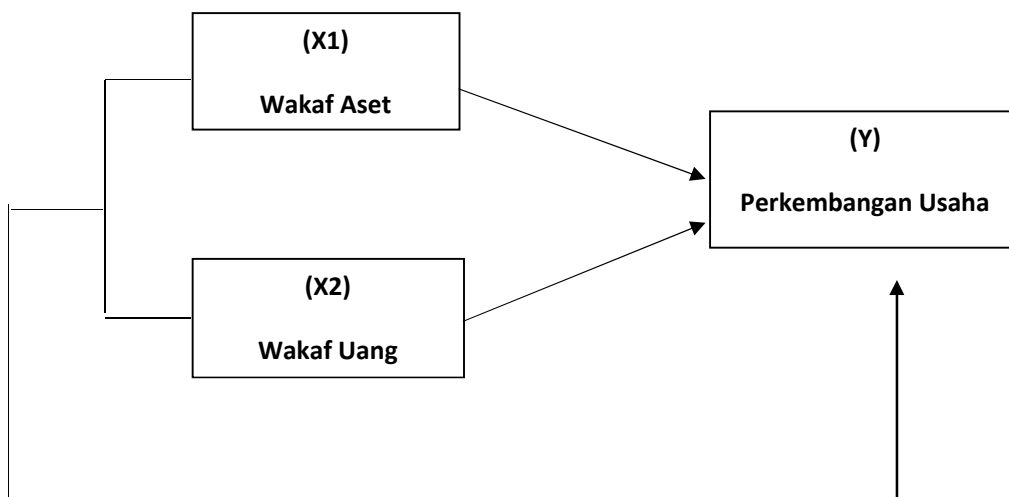 (X1)
Wakaf Aset
(Y)
Perkembangan Usaha
(X2)
Wakaf Uang